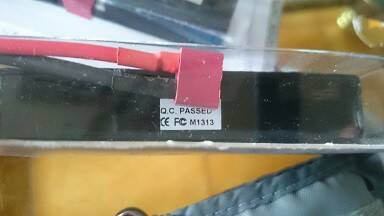 Q.C. PASSED
CE FC M1313